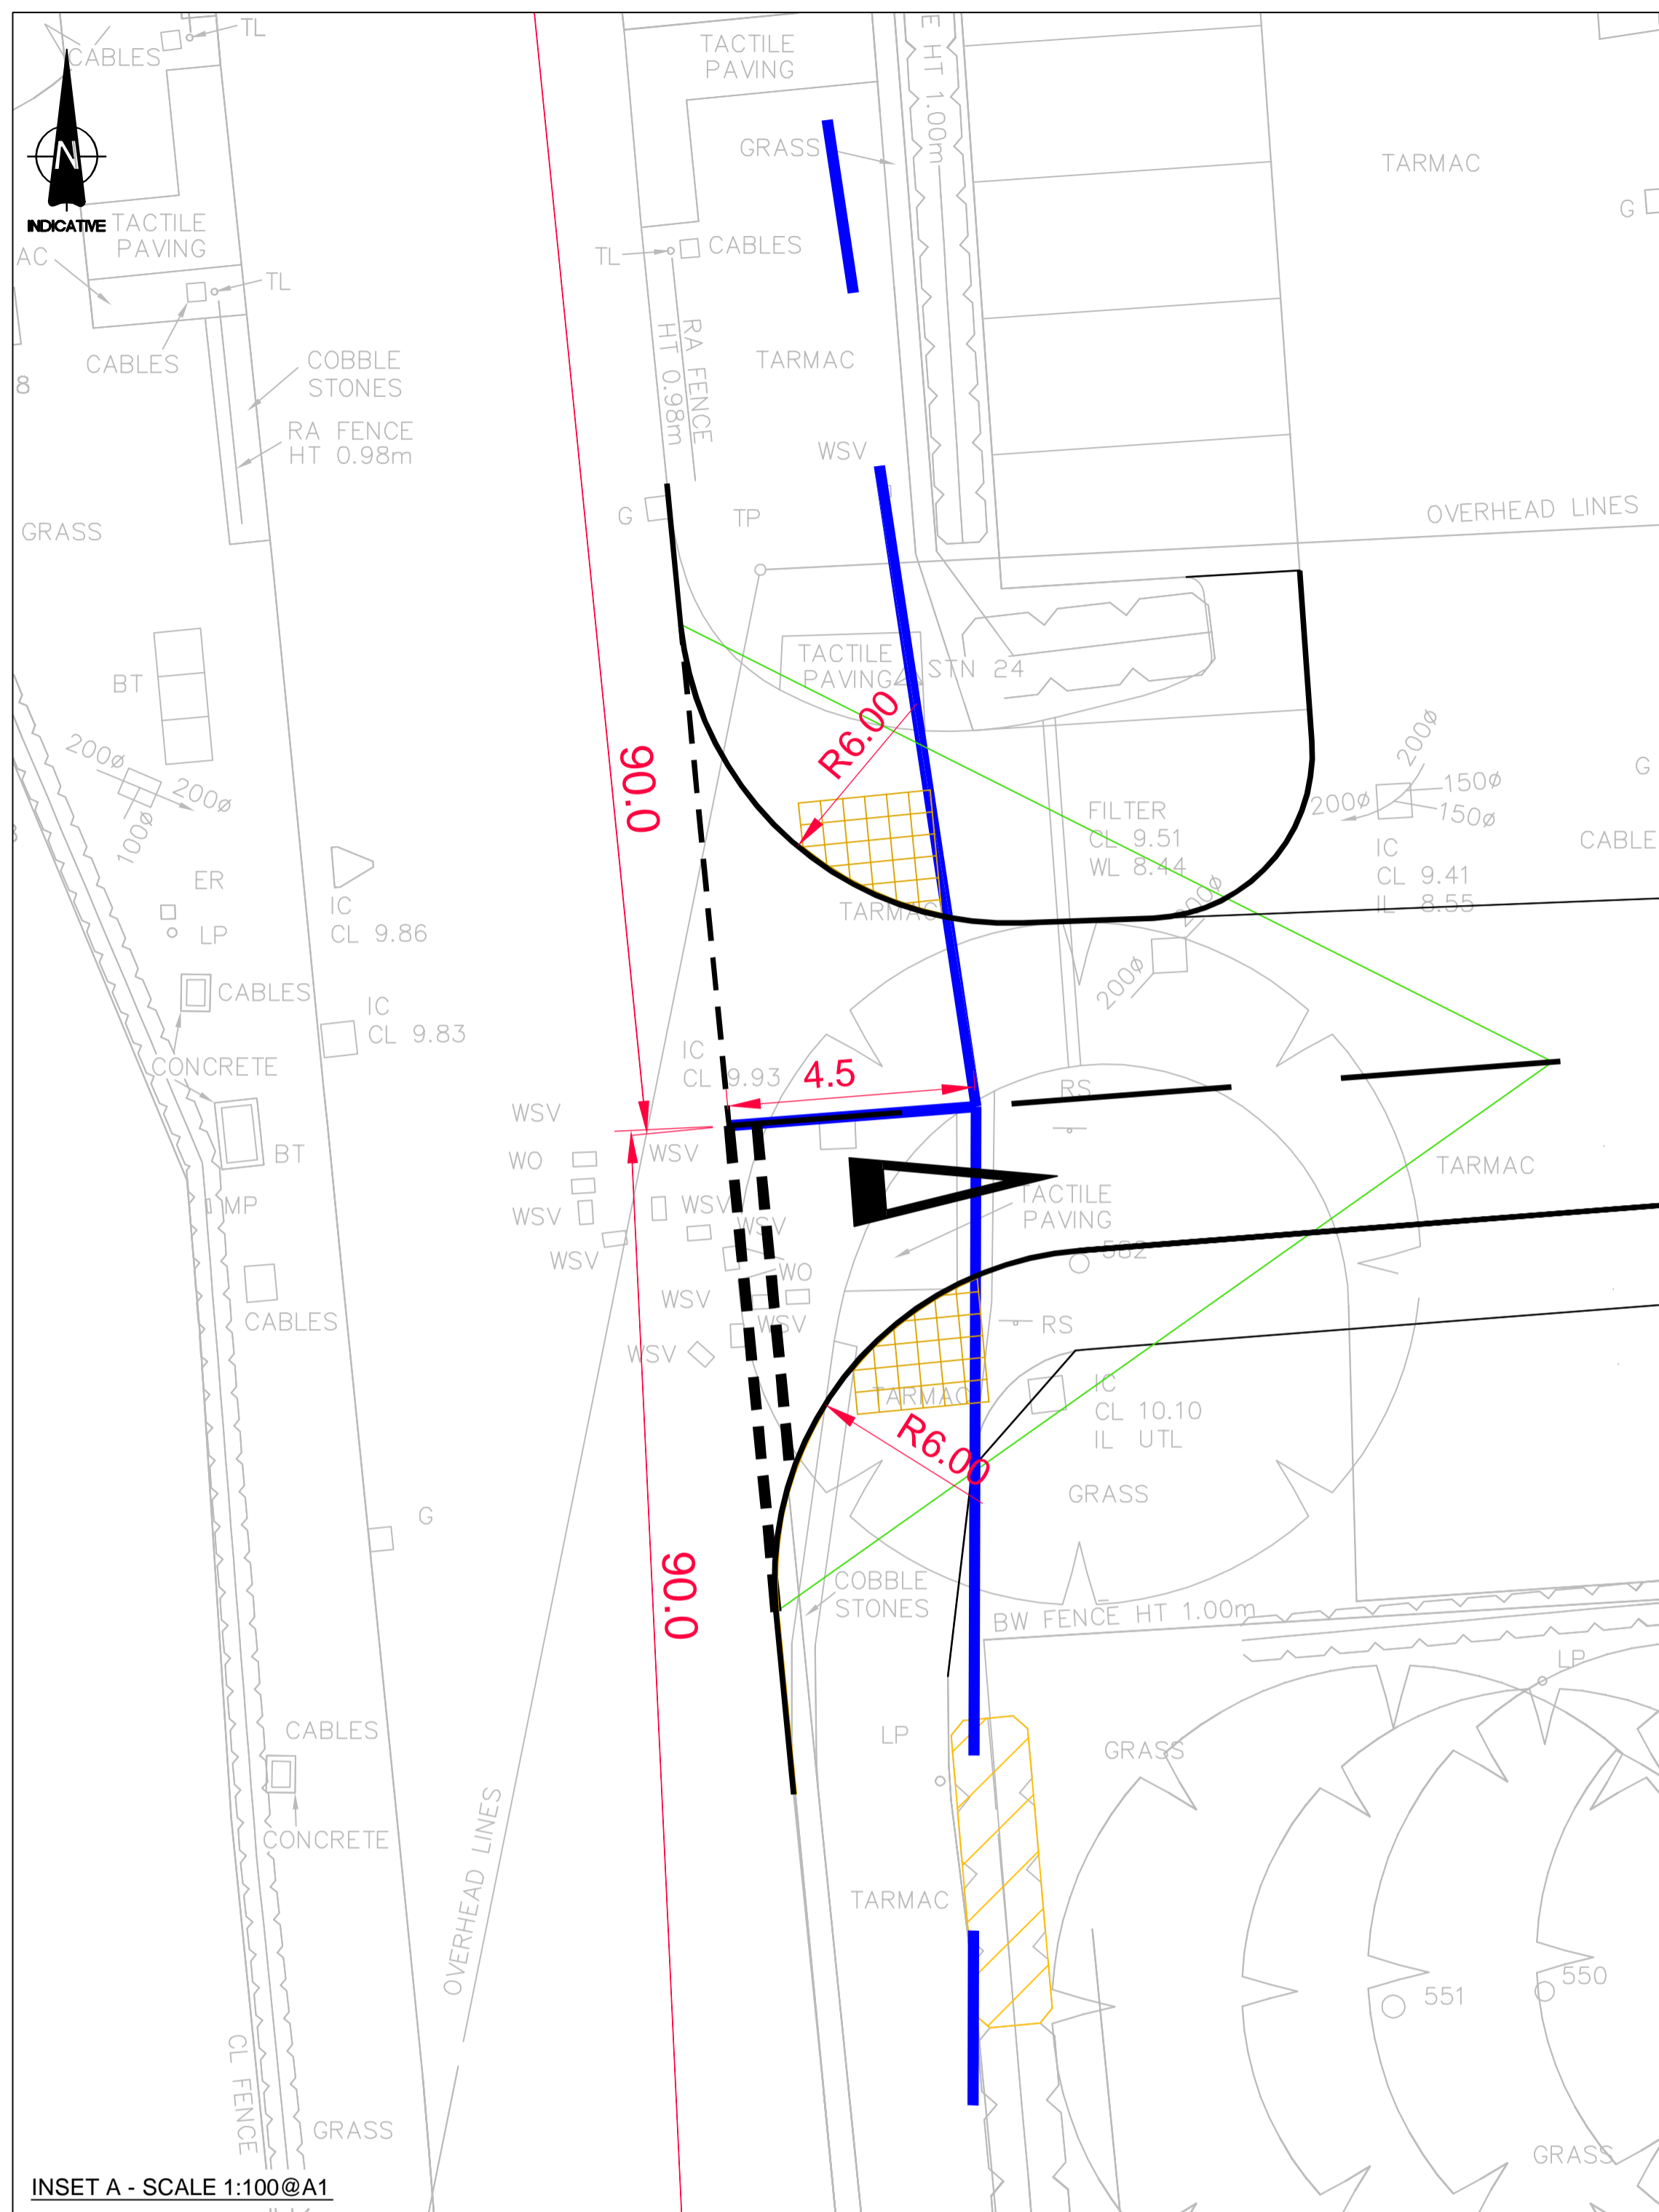 TL
CABLES
TACTILE
PAVING
E HT 1.00m
GRASS
TARMAC
N
INDICATIVE
TACTILE
PAVING
AC
G
TL
CABLES
TL
CABLES
RA FENCE
HT 0.98m
COBBLE
STONES
TARMAC
8
RA FENCE
HT 0.98m
WSV
GRASS
G
TP
OVERHEAD LINES
TACTILE
PAVING
STN 24
BT
R6.00
200ø
200ø
100ø
90.0
FILTER
CL 9.51
WL 8.44
200ø
200ø
150ø
150ø
G
IC
CL 9.41
IL 8.55
CABLE
ER
LP
IC
CL 9.86
TARMAC
200ø
200ø
CABLES
IC
CL 9.83
CONCRETE
IC
CL 9.93
4.5
RS
WSV
BT
WO
WSV
TARMAC
MP
WSV
WSV
WSV
WSV
TACTILE
PAVING
582
WO
WSV
WSV
WSV
CABLES
RS
TARMAC
IC
CL 10.10
IL UTL
R6.00
GRASS
G
90.0
COBBLE
STONES
BW FENCE HT 1.00m
LP
CABLES
LP
GRASS
CONCRETE
OVERHEAD LINES
TARMAC
550
551
CL FENCE
GRASS
GRASS
INSET A - SCALE 1:100@A1